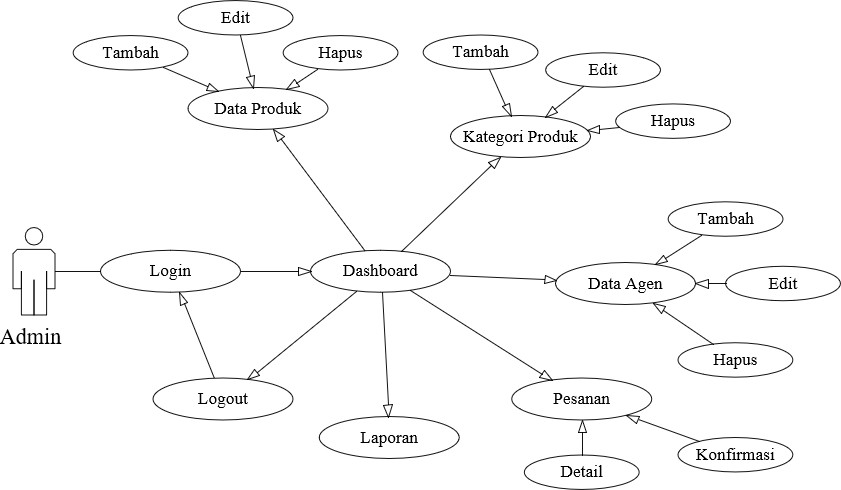 Edit
Tambah
Hapus
Data Produk
Tambah
Edit
Hapus
Kategori Produk
Tambah
Edit
Hapus
Data Agen
Admin
Login
Dashboard
Logout
Laporan
Pesanan
Detail
Konfirmasi